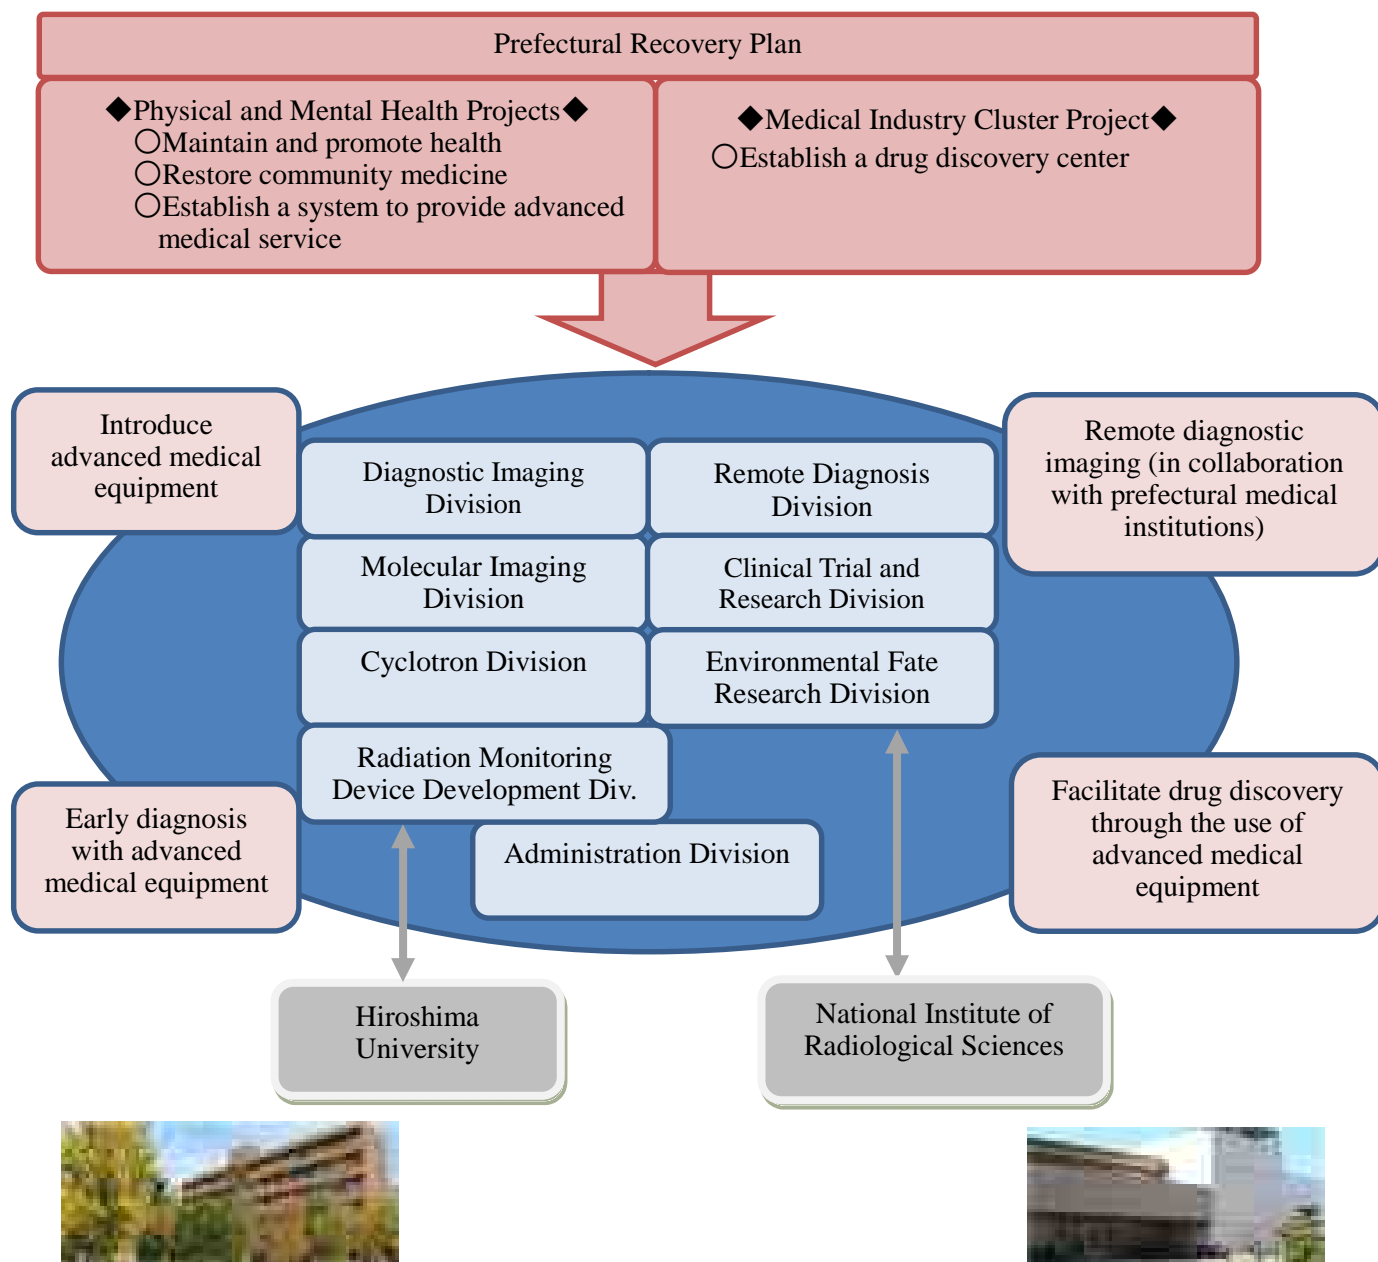 Prefectural Recovery Plan
◆Physical and Mental Health Projects◆
○Maintain and promote health
○Restore community medicine
○Establish a system to provide advanced
medical service
◆Medical Industry Cluster Project◆
○Establish a drug discovery center
Introduce
advanced medical
equipment
Remote diagnostic
imaging (in collaboration
with prefectural medical
institutions)
Diagnostic Imaging
Division
Remote Diagnosis
Division
Molecular Imaging
Division
Clinical Trial and
Research Division
Cyclotron Division
Environmental Fate
Research Division
Radiation Monitoring
Device Development Div.
Administration Division
Early diagnosis
with advanced
medical equipment
Facilitate drug discovery
through the use of
advanced medical
equipment
Hiroshima
University
National Institute of
Radiological Sciences